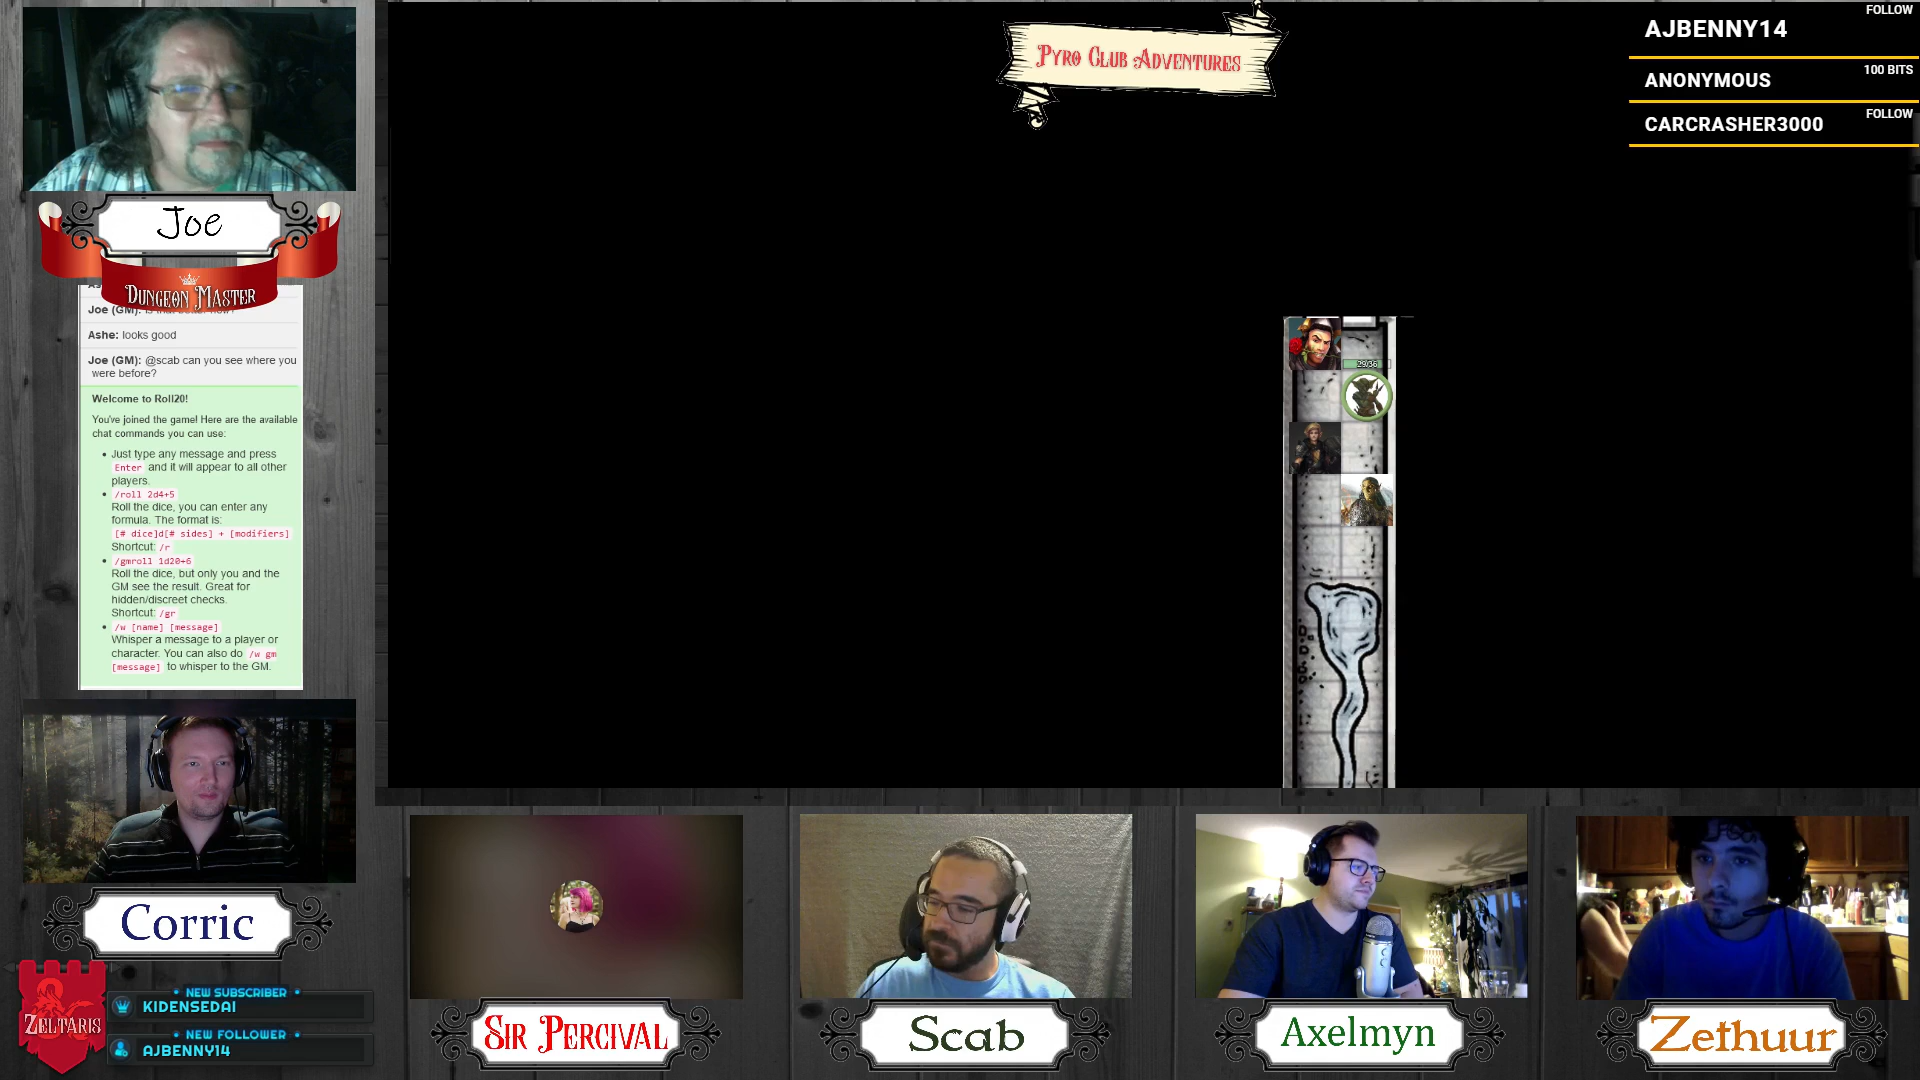 PYRO CLUB ADVENTURES
FOLLOW
AJBENNY14
100 BITS
ANONYMOUS
FOLLOW
CARCRASHER3000
Joe
DUNGEON MASTER
Joe (GM):
Ashe: looks good
Joe (GM): @scab can you see where you
were before?
Welcome to Roll20!
You've joined the game! Here are the available
chat commands you can use:
• Just type any message and press
Enter and it will appear to all other
players.
• /roll 2d4+5
Roll the dice, you can enter any
formula. The format is:
[# dice]d[# sides] + [modifiers]
Shortcut: /r
• /gmroll 1d20+6
Roll the dice, but only you and the
GM see the result. Great for
hidden/discreet checks.
Shortcut: /gr
• /w [name] [message]
Whisper a message to a player or
character. You can also do /w gm
[message] to whisper to the GM.
29/36
Corric
ZELTARIS
• NEW SUBSCRIBER •
KIDENSEDAI
• NEW FOLLOWER •
AJBENNY14
SIR PERCIVAL
Scab
Axelmyn
Zethuur